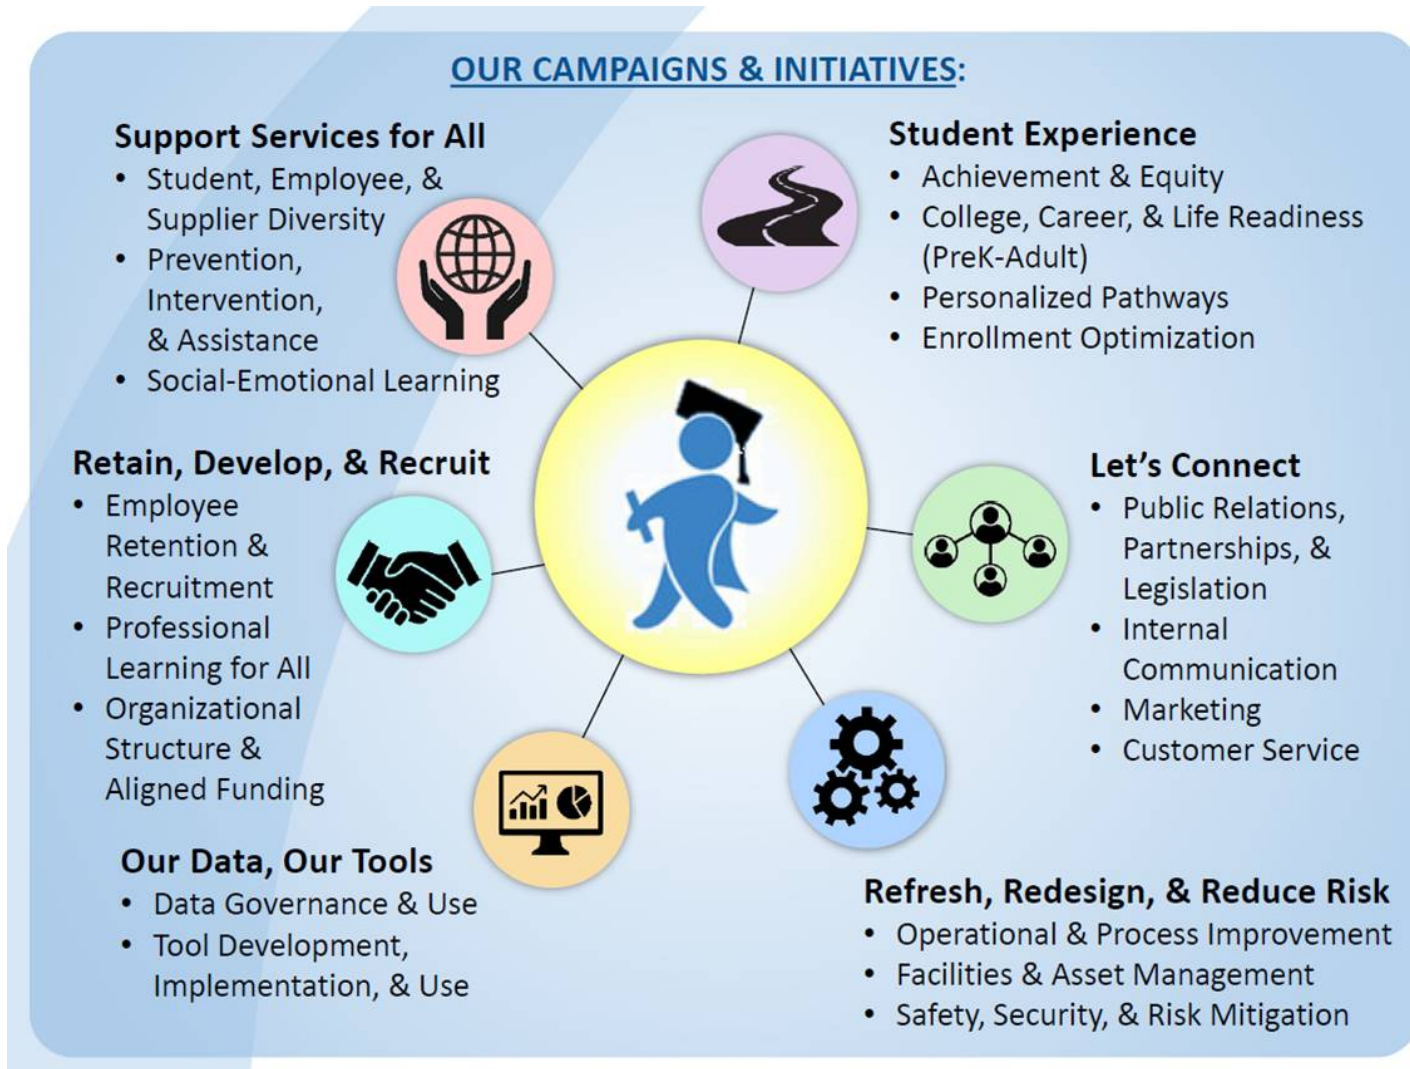 OUR CAMPAIGNS & INITIATIVES:
Support Services for All
• Student, Employee, &
Supplier Diversity
• Prevention,
Intervention,
& Assistance
• Social-Emotional Learning
Student Experience
• Achievement & Equity
• College, Career, & Life Readiness
(PreK-Adult)
• Personalized Pathways
• Enrollment Optimization
Retain, Develop, & Recruit
• Employee
Retention &
Recruitment
• Professional
Learning for All
• Organizational
Structure &
Aligned Funding
Let’s Connect
• Public Relations,
Partnerships, &
Legislation
• Internal
Communication
• Marketing
• Customer Service
Our Data, Our Tools
• Data Governance & Use
• Tool Development,
Implementation, & Use
Refresh, Redesign, & Reduce Risk
• Operational & Process Improvement
• Facilities & Asset Management
• Safety, Security, & Risk Mitigation